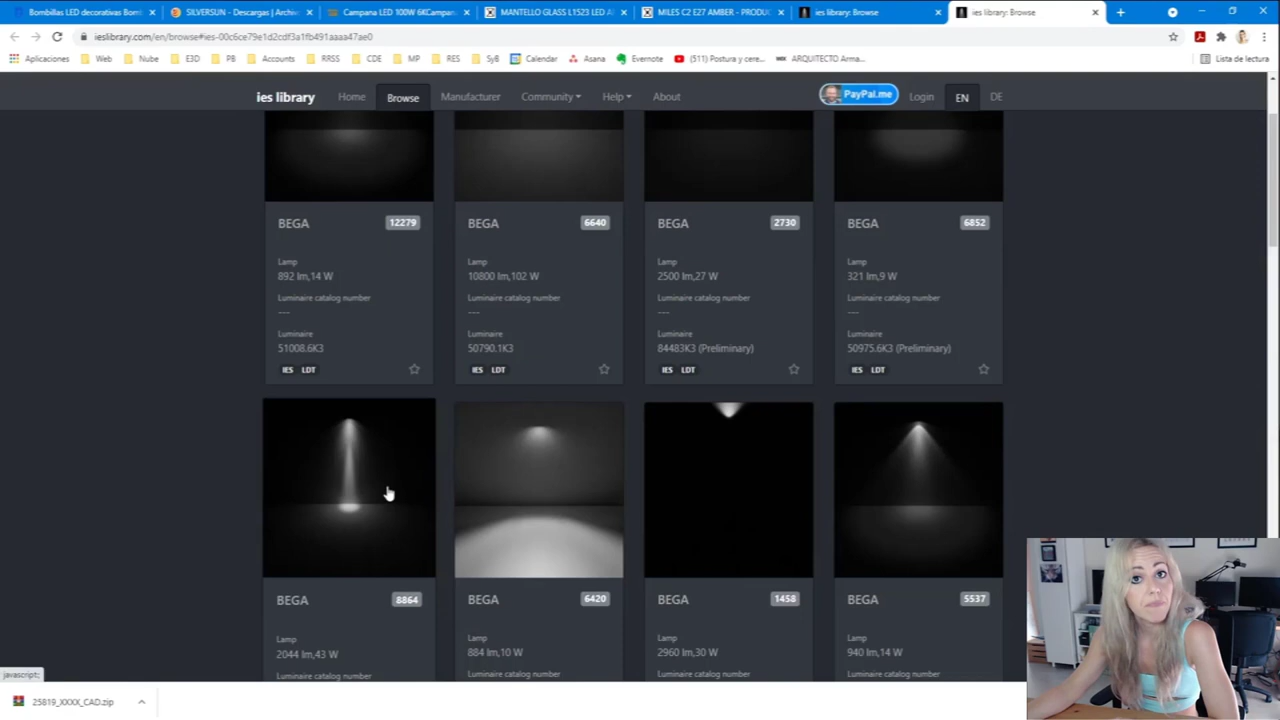 Bombillas LED decorativas Bom
SILVERSUN - Descargas | Archiv
Campana LED 100W 6KCampan
MANTELLO GLASS L1523 LED AI
MILES C2 E27 AMBER - PRODUC
ies library: Browse
ies library: Browse
ieslibrary.com/en/browse#ies-00c6ce79e1d2cdf3a1fb491aaaa47ae0
Aplicaciones
Web
Nube
E3D
PB
Accounts
RRSS
CDE
MP
RES
SyB
Calendar
Asana
Evernote
(511) Postura y cere...
ARQUITECTO Arma...
Lista de lectura
ies library
Home
Browse
Manufacturer
Community
Help
About
PayPal.me
Login
EN
DE
BEGA 12279
BEGA 6640
BEGA 2730
BEGA 6852
Lamp
Lamp
Lamp
Lamp
892 lm,14 W
10800 lm,102 W
2500 lm,27 W
321 lm,9 W
Luminaire catalog number
Luminaire catalog number
Luminaire catalog number
Luminaire catalog number
---
---
---
---
Luminaire
Luminaire
Luminaire
Luminaire
51008.6K3
50790.1K3
84483K3 (Preliminary)
50975.6K3 (Preliminary)
IES LDT
IES LDT
IES LDT
IES LDT
BEGA 8864
BEGA 6420
BEGA 1458
BEGA 5537
Lamp
Lamp
Lamp
Lamp
2044 lm,43 W
884 lm,10 W
2960 lm,30 W
940 lm,14 W
Luminaire catalog number
Luminaire catalog number
Luminaire catalog number
Luminaire catalog number
javascript:;
25819_XXXX_CAD.zip